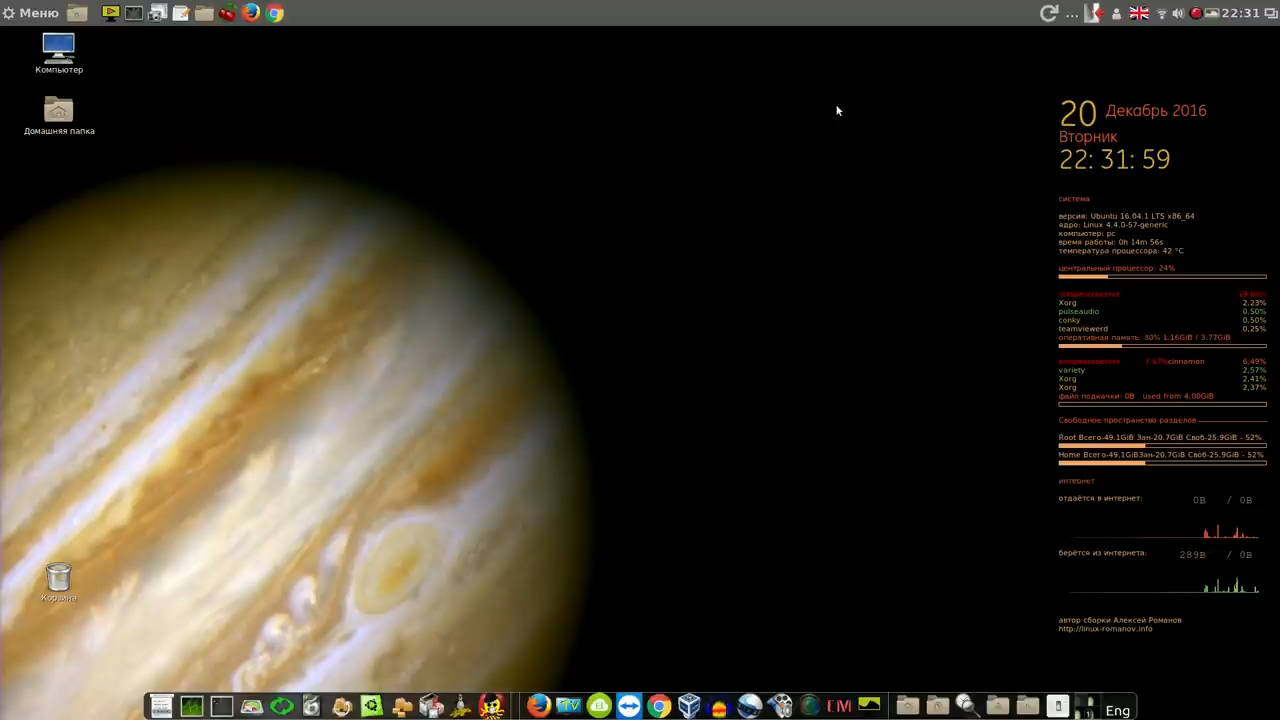 Меню
22:31
Компьютер
Домашняя папка
Корзина
20 Декабрь 2016
Вторник
22: 31: 59
система
версия: Ubuntu 16.04.1 LTS x86_64
ядро: Linux 4.4.0-57-generic
компьютер: pc
время работы: 0h 14m 56s
температура процессора: 42 °C
центральный процессор: 24%
Xorg 2,23%
pulseaudio 0,50%
conky 0,50%
teamviewerd 0,25%
оперативная память: 30% 1,16GiB / 3,77GiB
cinnamon 6,49%
variety 2,57%
Xorg 2,41%
Xorg 2,37%
файл подкачки: 0B used from 4,00GiB
Свободное пространство разделов
Root Всего-49,1GiB Зан-20,7GiB Своб-25,9GiB - 52%
Home Всего-49,1GiBЗан-20,7GiB Своб-25,9GiB - 52%
интернет
отдаётся в интернет: 0B / 0B
берётся из интернета: 289B / 0B
автор сборки Алексей Романов
http://linux-romanov.info
TV
Eng